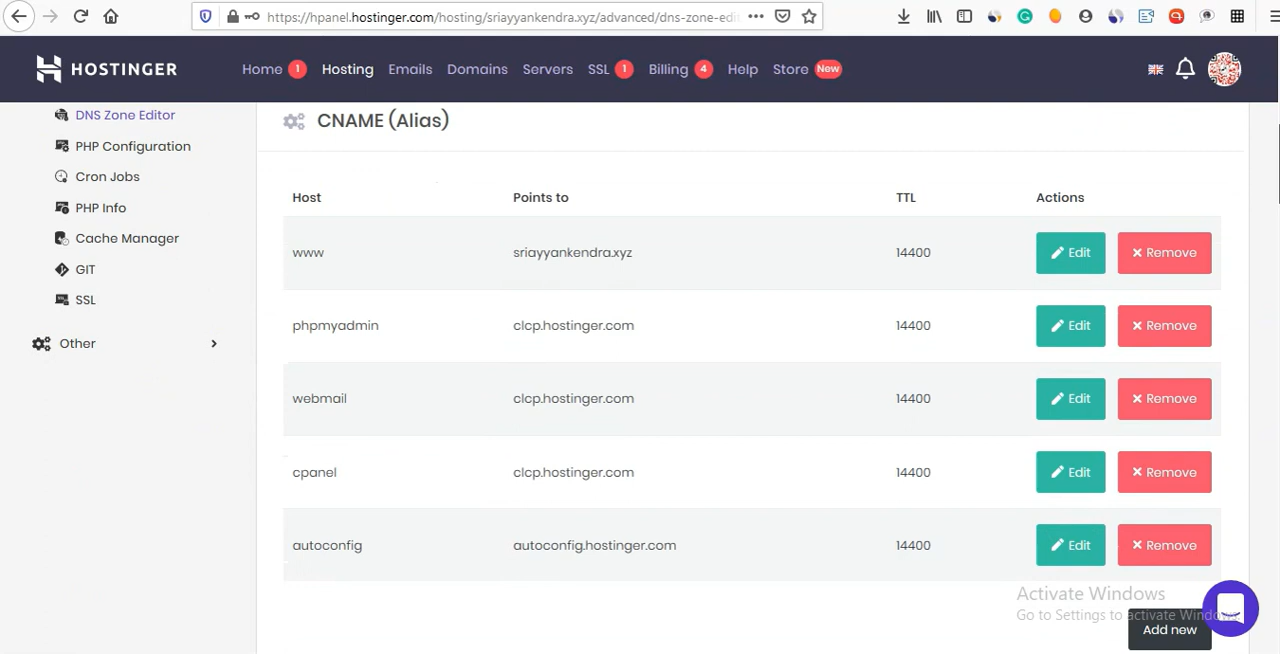 https://hpanel.hostinger.com/hosting/sriayyankendra.xyz/advanced/dns-zone-edit
HOSTINGER
Home 1 Hosting Emails Domains Servers SSL 1 Billing 4 Help Store New
DNS Zone Editor
PHP Configuration
Cron Jobs
PHP Info
Cache Manager
GIT
SSL
Other
CNAME (Alias)
Host Points to TTL Actions
www sriayyankendra.xyz 14400 Edit Remove
phpmyadmin clcp.hostinger.com 14400 Edit Remove
webmail clcp.hostinger.com 14400 Edit Remove
cpanel clcp.hostinger.com 14400 Edit Remove
autoconfig autoconfig.hostinger.com 14400 Edit Remove
Activate Windows
Go to Settings to activate Windows.
Add new